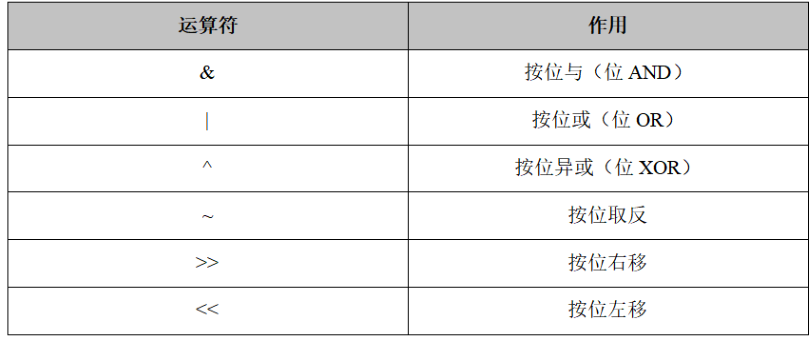 运算符 作用
& 按位与（位 AND）
| 按位或（位 OR）
^ 按位异或（位 XOR）
~ 按位取反
>> 按位右移
<< 按位左移